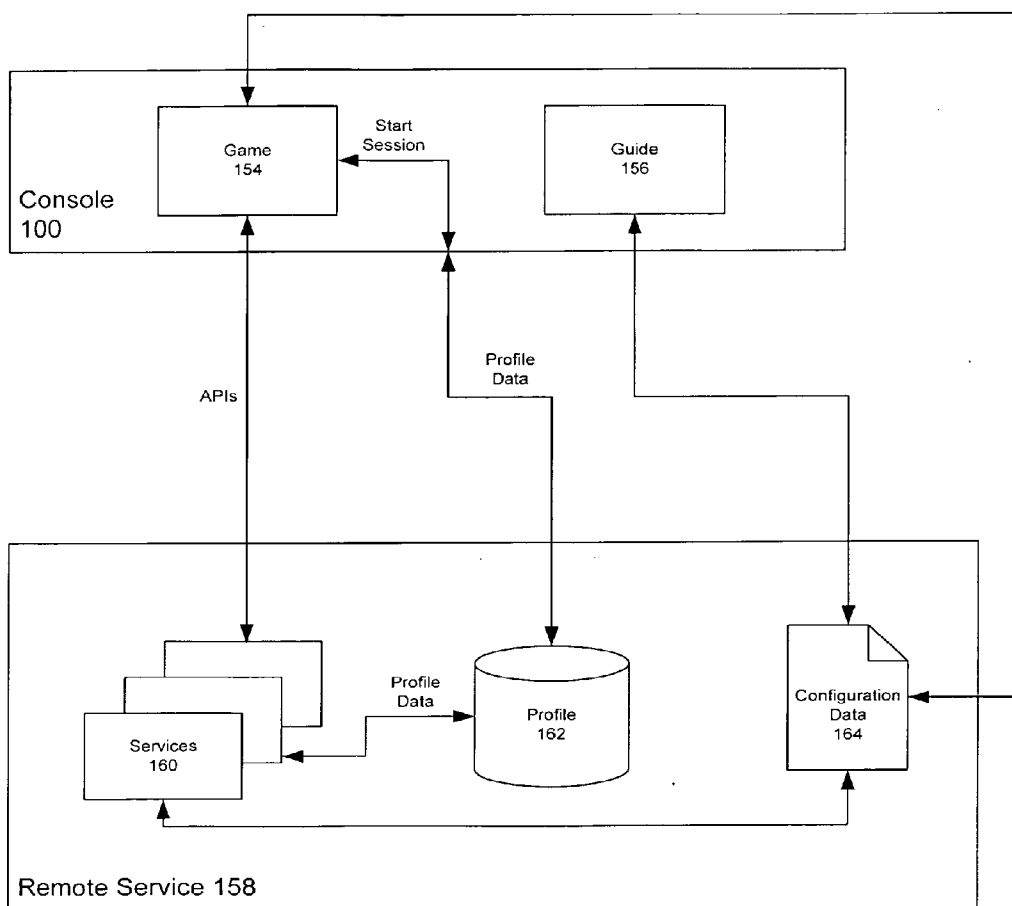 Game
154
Start
Session
Guide
156
Console
100
APIs
Profile
Data
Profile
Data
Services
160
Profile
162
Configuration
Data
164
Remote Service 158